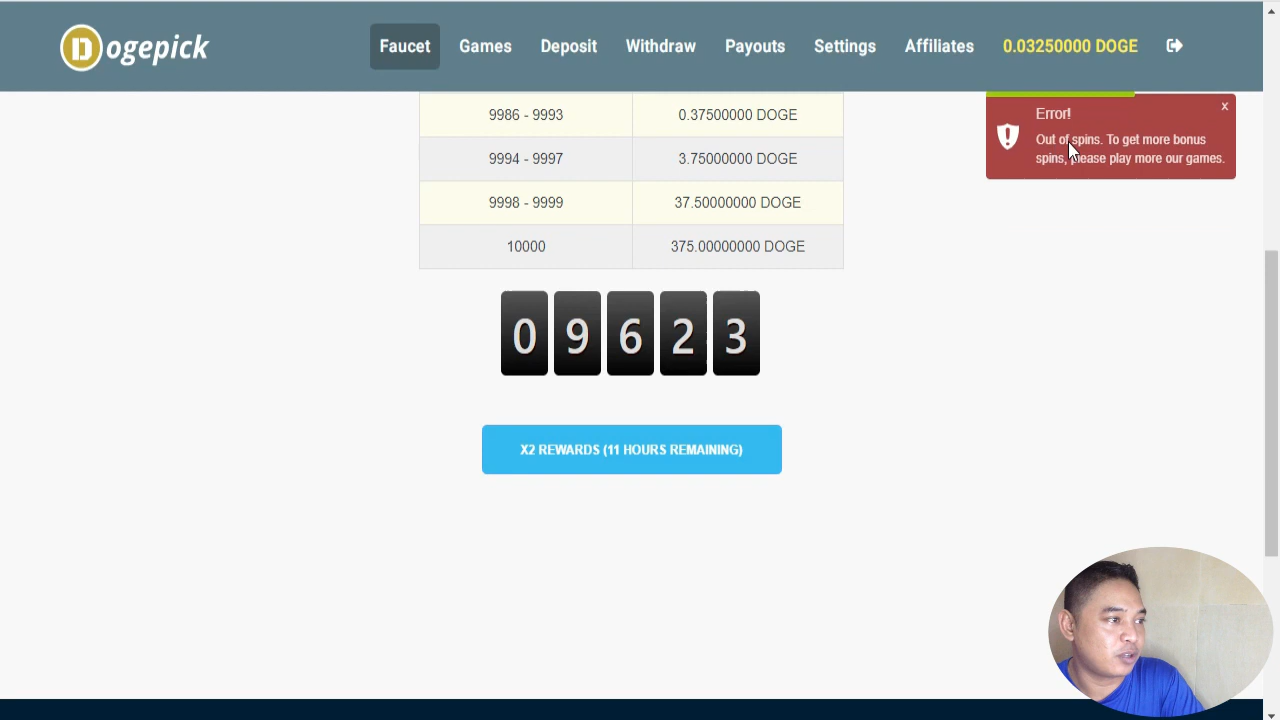 Dogepick
Faucet Games Deposit Withdraw Payouts Settings Affiliates 0.03250000 DOGE
9986 - 9993 0.37500000 DOGE
9994 - 9997 3.75000000 DOGE
9998 - 9999 37.50000000 DOGE
10000 375.00000000 DOGE
Error! x
Out of spins. To get more bonus
spins, please play more our games.
0 9 6 2 3
X2 REWARDS (11 HOURS REMAINING)